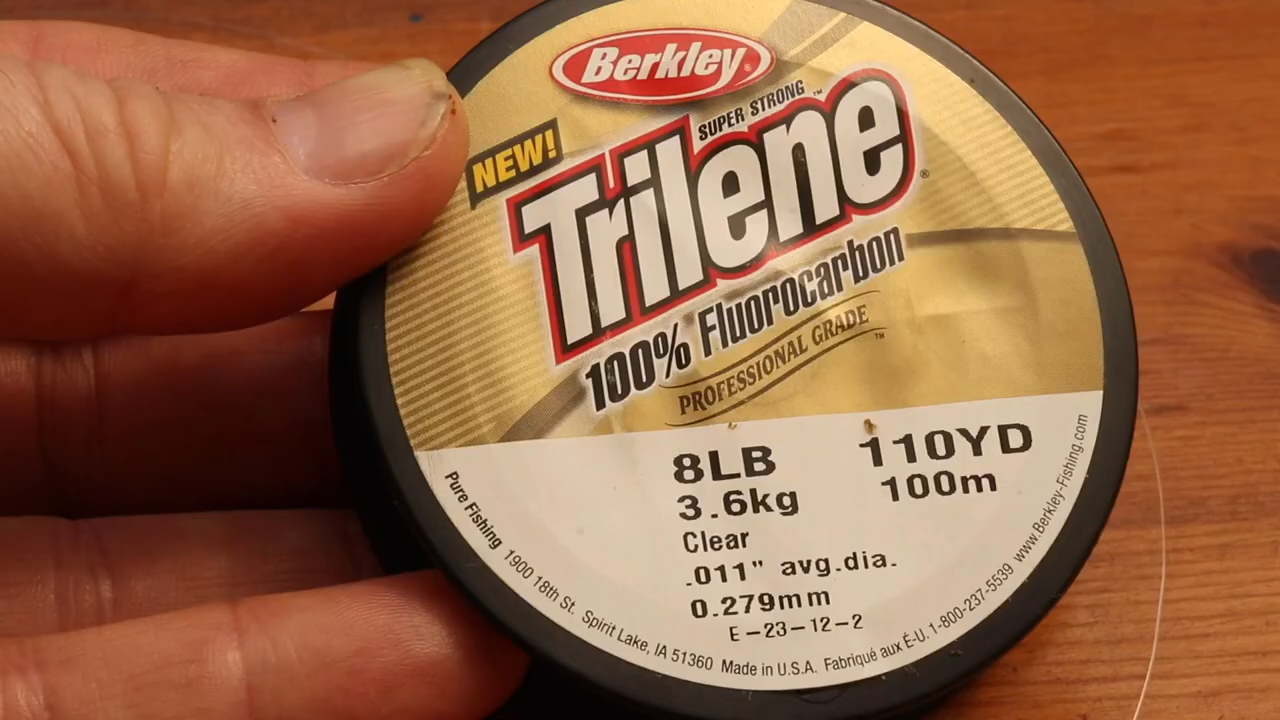 Berkley®
SUPER STRONG™
NEW!
Trilene®
100% Fluorocarbon
PROFESSIONAL GRADE™
8LB 110YD
3.6kg 100m
Clear
.011" avg.dia.
0.279mm
E-23-12-2
Pure Fishing 1900 18th St. Spirit Lake, IA 51360 Made in U.S.A. Fabriqué aux É-U. 1-800-237-5539 www.Berkley-Fishing.com